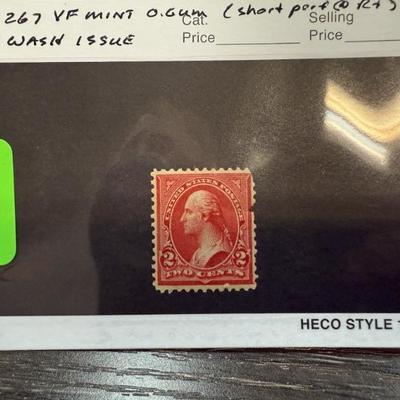 267 VF MINT O.GUM (short perf @ Rt)
Cat. Selling
WASH ISSUE Price Price
UNITED STATES POSTAGE
2 2
TWO CENTS
HECO STYLE